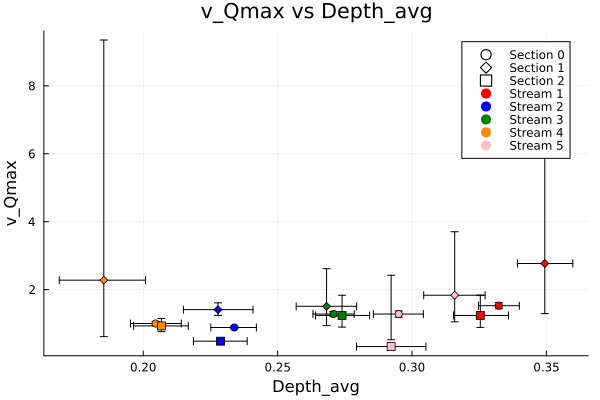 v_Qmax vs Depth_avg
v_Qmax
8
6
4
2
Section 0
Section 1
Section 2
Stream 1
Stream 2
Stream 3
Stream 4
Stream 5
0.20
0.25
0.30
0.35
Depth_avg